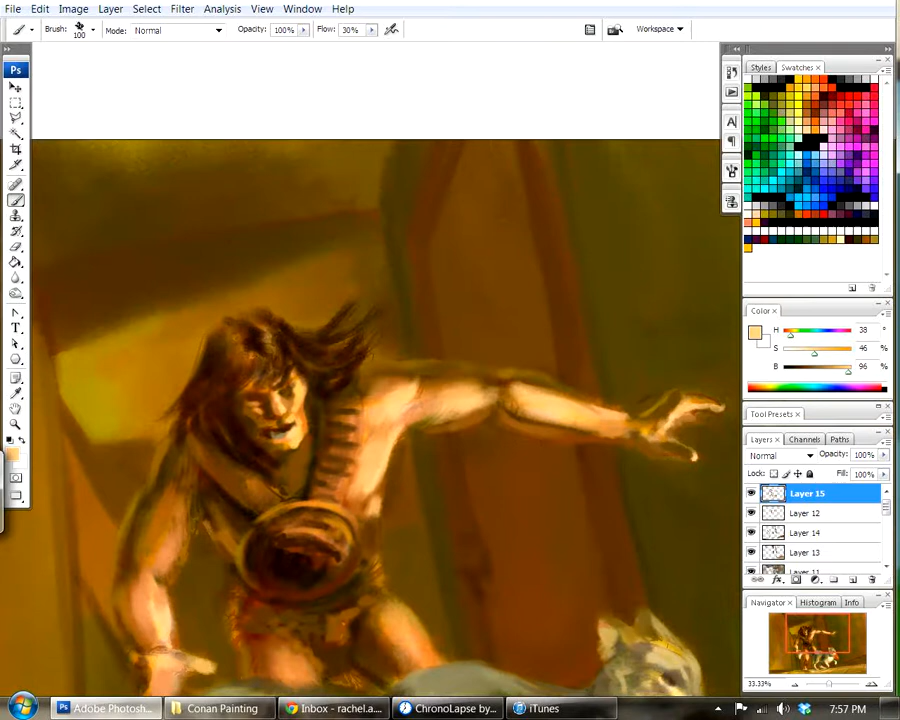 File Edit Image Layer Select Filter Analysis View Window Help
Brush: 100 Mode: Normal Opacity: 100% Flow: 30% Workspace
Ps
Styles Swatches
Color
H 38 °
S 46 %
B 96 %
Tool Presets
Layers Channels Paths
Normal Opacity: 100%
Lock: Fill: 100%
Layer 15
Layer 12
Layer 14
Layer 13
Layer 11
Navigator Histogram Info
33.33%
Adobe Photosh... Conan Painting Inbox - rachel.a.... ChronoLapse by... iTunes 7:57 PM